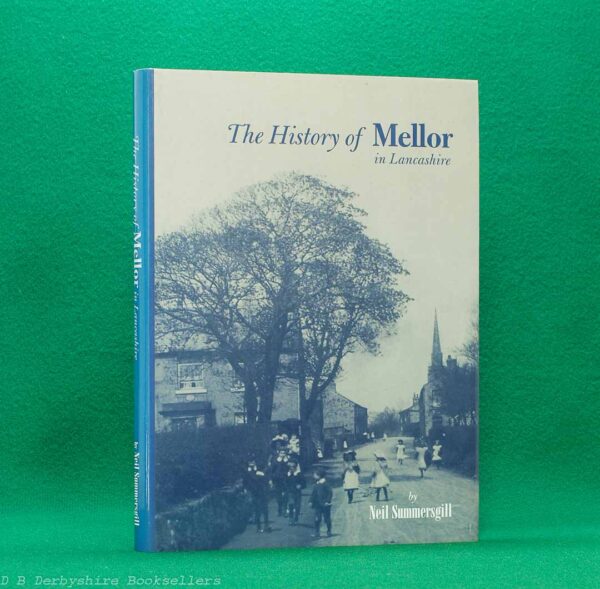 The History of Mellor
in Lancashire
by
Neil Summersgill
The History of Mellor in Lancashire
by Neil Summersgill
D B Derbyshire Booksellers